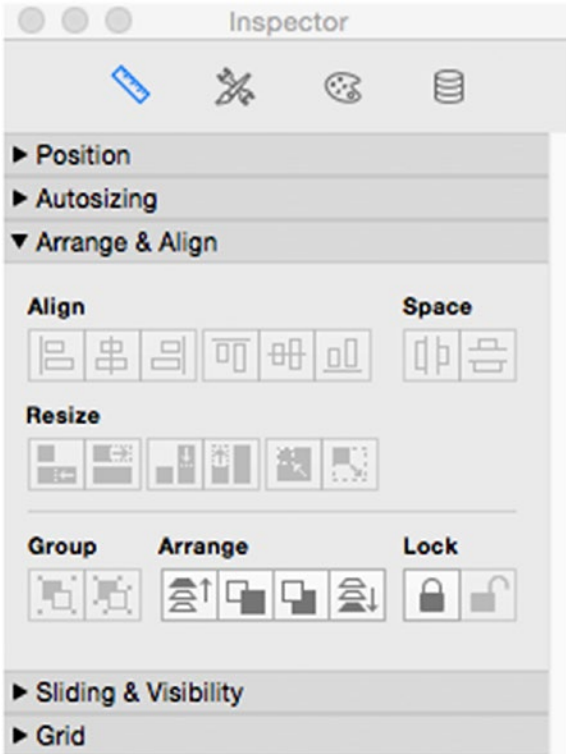 Inspector
Position
Autosizing
Arrange & Align
Align Space
Resize
Group Arrange Lock
Sliding & Visibility
Grid